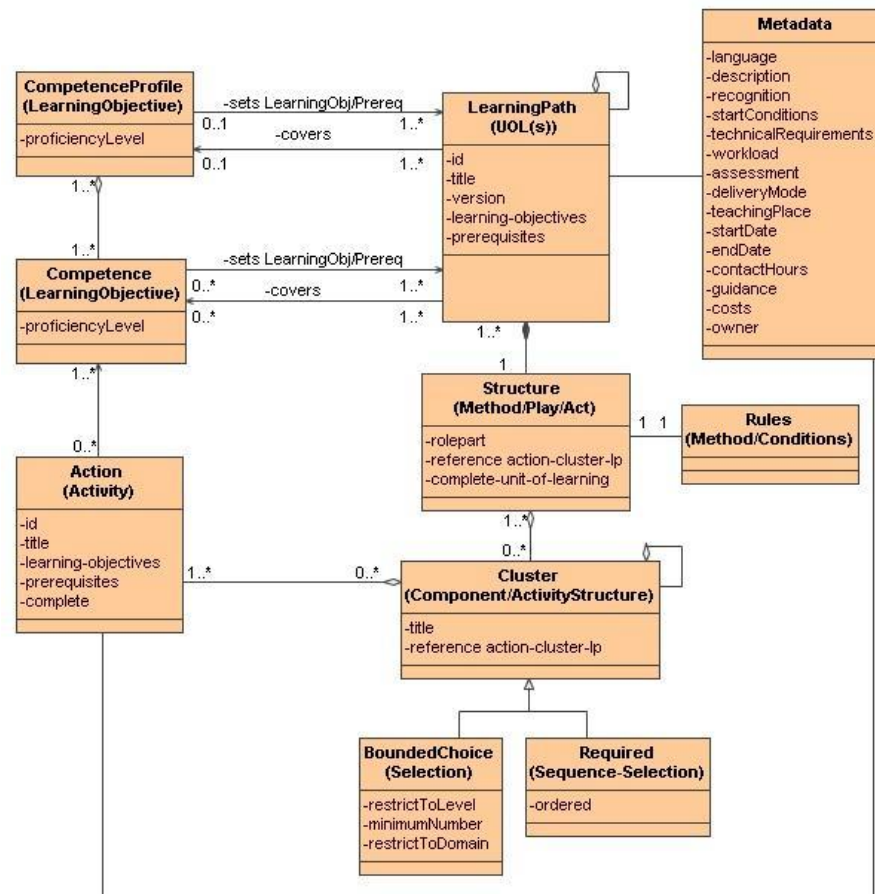 Metadata
-language
-description
-recognition
-startConditions
-technicalRequirements
-workload
-assessment
-deliveryMode
-teachingPlace
-startDate
-endDate
-contactHours
-guidance
-costs
-owner
CompetenceProfile
(LearningObjective)
-proficiencyLevel
-sets LearningObj/Prereq
0..1
1..*
-covers
0..1
1..*
LearningPath
(UOL(s))
-id
-title
-version
-learning-objectives
-prerequisites
1..*
1..*
Competence
(LearningObjective)
-proficiencyLevel
-sets LearningObj/Prereq
0..*
1..*
-covers
0..*
1..*
1..*
1
1..*
0..*
Structure
(Method/Play/Act)
-rolepart
-reference action-cluster-lp
-complete-unit-of-learning
1 1
Rules
(Method/Conditions)
Action
(Activity)
-id
-title
-learning-objectives
-prerequisites
-complete
1..*
0..*
1..*
0..*
Cluster
(Component/ActivityStructure)
-title
-reference action-cluster-lp
BoundedChoice
(Selection)
-restrictToLevel
-minimumNumber
-restrictToDomain
Required
(Sequence-Selection)
-ordered